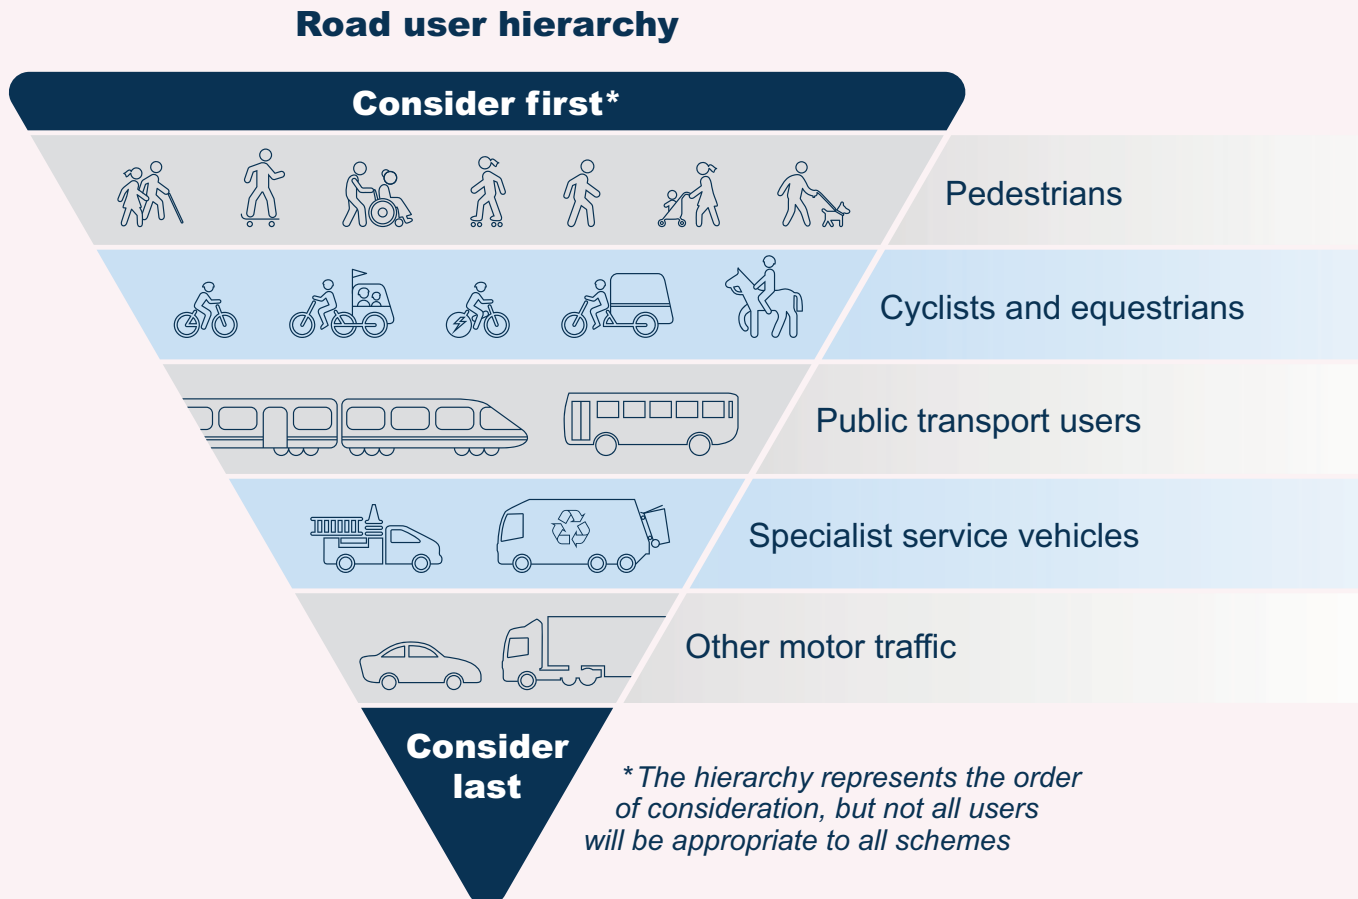 Road user hierarchy
Consider first*
Pedestrians
Cyclists and equestrians
Public transport users
Specialist service vehicles
Other motor traffic
Consider
last
* The hierarchy represents the order
of consideration, but not all users
will be appropriate to all schemes